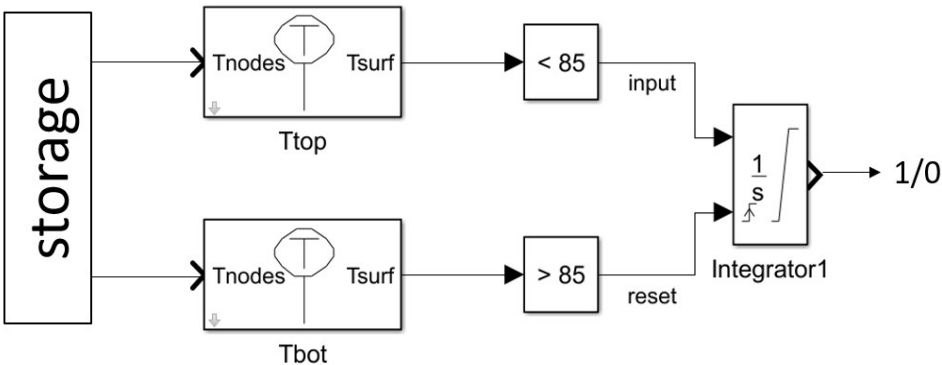 storage
Tnodes
T
Tsurf
Ttop
< 85
input
Tnodes
T
Tsurf
Tbot
> 85
reset
1
s
Integrator1
1/0